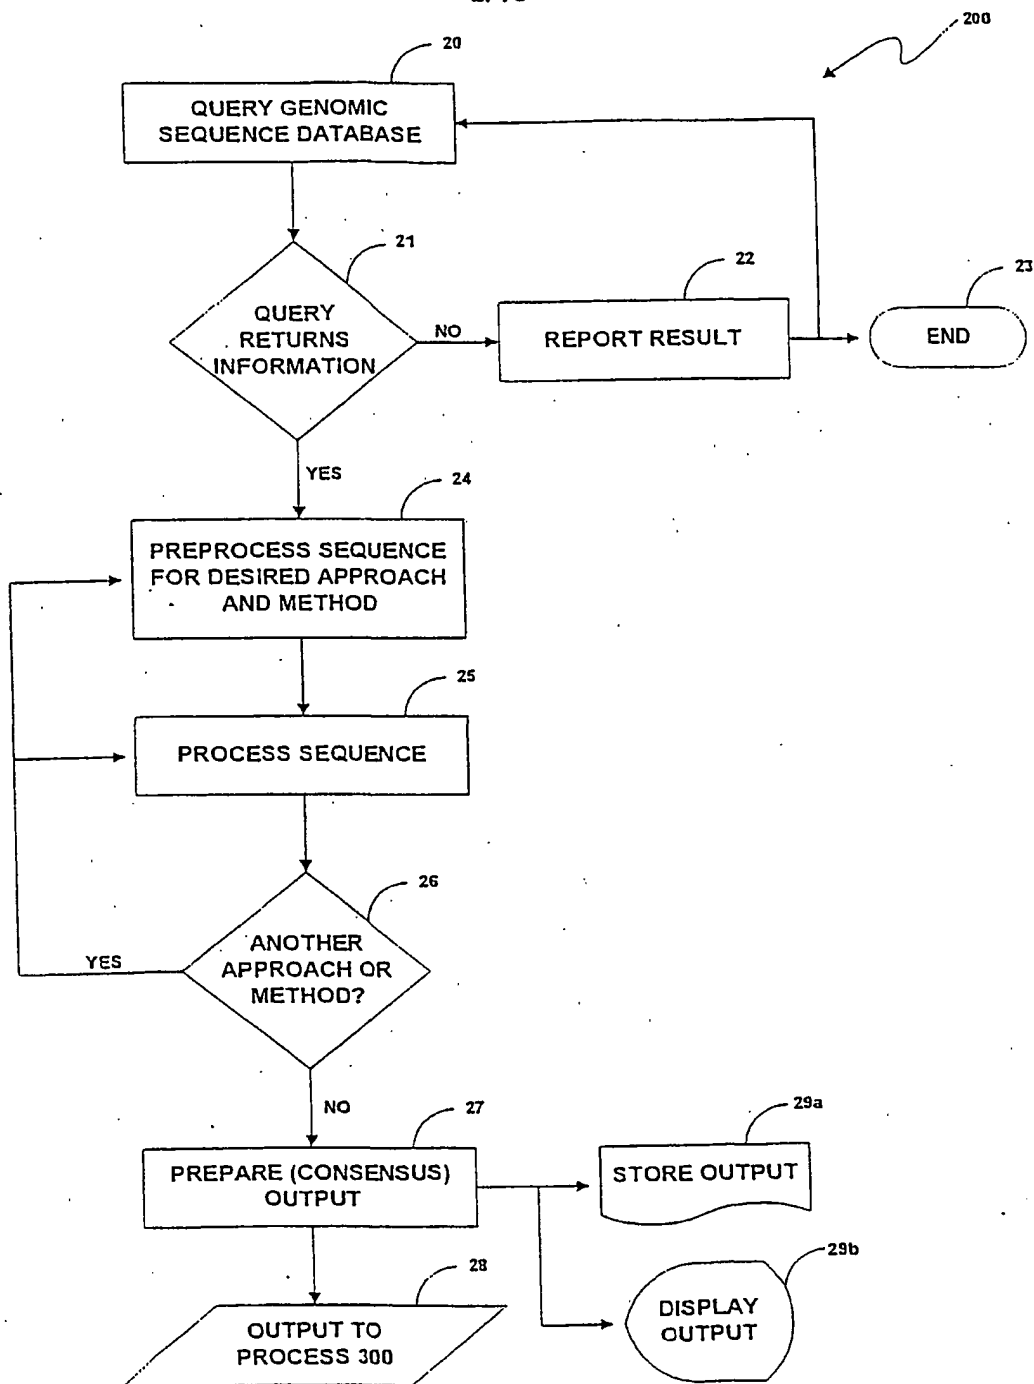 200
20
QUERY GENOMIC
SEQUENCE DATABASE
21
QUERY
RETURNS
INFORMATION
NO
22
REPORT RESULT
23
END
YES
24
PREPROCESS SEQUENCE
FOR DESIRED APPROACH
AND METHOD
25
PROCESS SEQUENCE
26
ANOTHER
APPROACH OR
METHOD?
YES
NO
27
PREPARE (CONSENSUS)
OUTPUT
29a
STORE OUTPUT
28
OUTPUT TO
PROCESS 300
29b
DISPLAY
OUTPUT